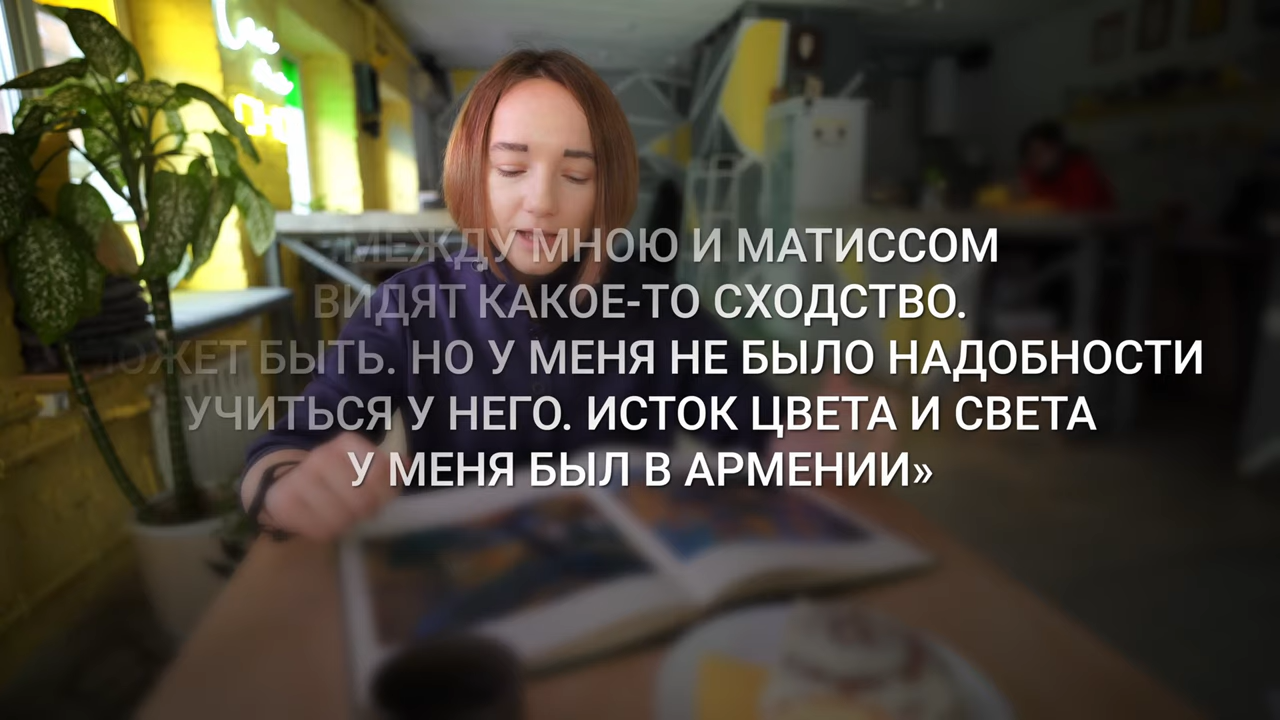 «МЕЖДУ МНОЮ И МАТИССОМ
ВИДЯТ КАКОЕ-ТО СХОДСТВО.
МОЖЕТ БЫТЬ. НО У МЕНЯ НЕ БЫЛО НАДОБНОСТИ
УЧИТЬСЯ У НЕГО. ИСТОК ЦВЕТА И СВЕТА
У МЕНЯ БЫЛ В АРМЕНИИ»